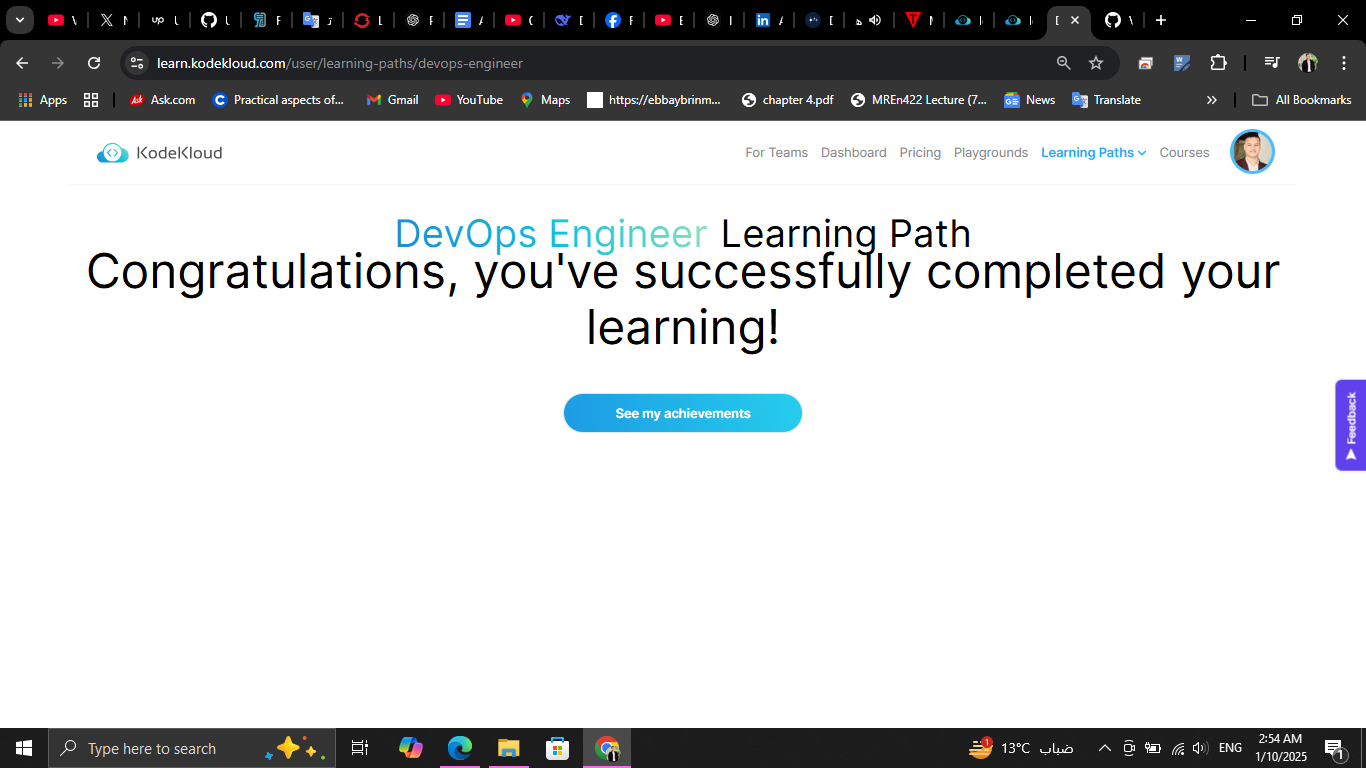 learn.kodekloud.com/user/learning-paths/devops-engineer
Apps Ask.com Practical aspects of... Gmail YouTube Maps https://ebbaybrinm... chapter 4.pdf MREn422 Lecture (7... News Translate » All Bookmarks
KodeKloud For Teams Dashboard Pricing Playgrounds Learning Paths Courses
DevOps Engineer Learning Path
Congratulations, you've successfully completed your
learning!
See my achievements
Feedback
Type here to search 1 13°C ضباب ENG 2:54 AM
1/10/2025 1